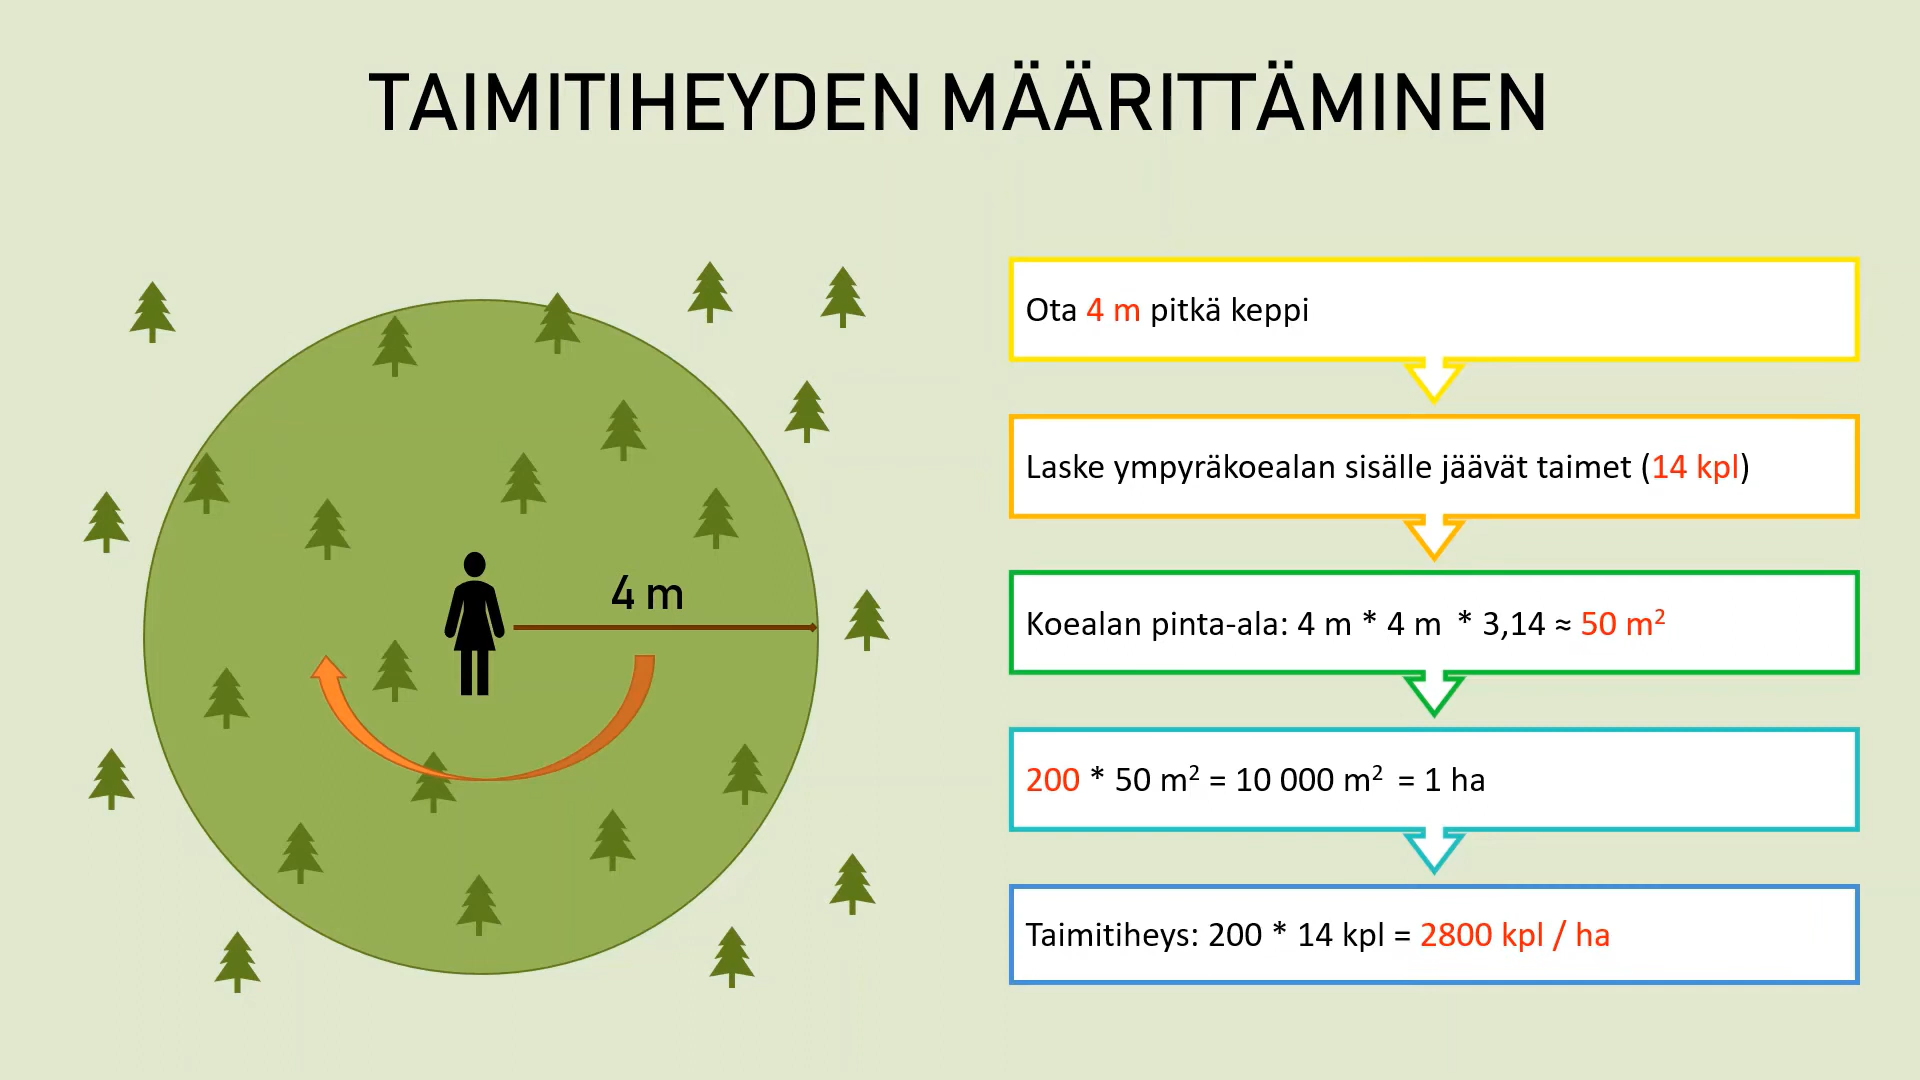 TAIMITIHEYDEN MÄÄRITTÄMINEN
4 m
Ota 4 m pitkä keppi
Laske ympyräkoealan sisälle jäävät taimet (14 kpl)
Koealan pinta-ala: 4 m * 4 m * 3,14 ≈ 50 m²
200 * 50 m² = 10 000 m² = 1 ha
Taimitiheys: 200 * 14 kpl = 2800 kpl / ha